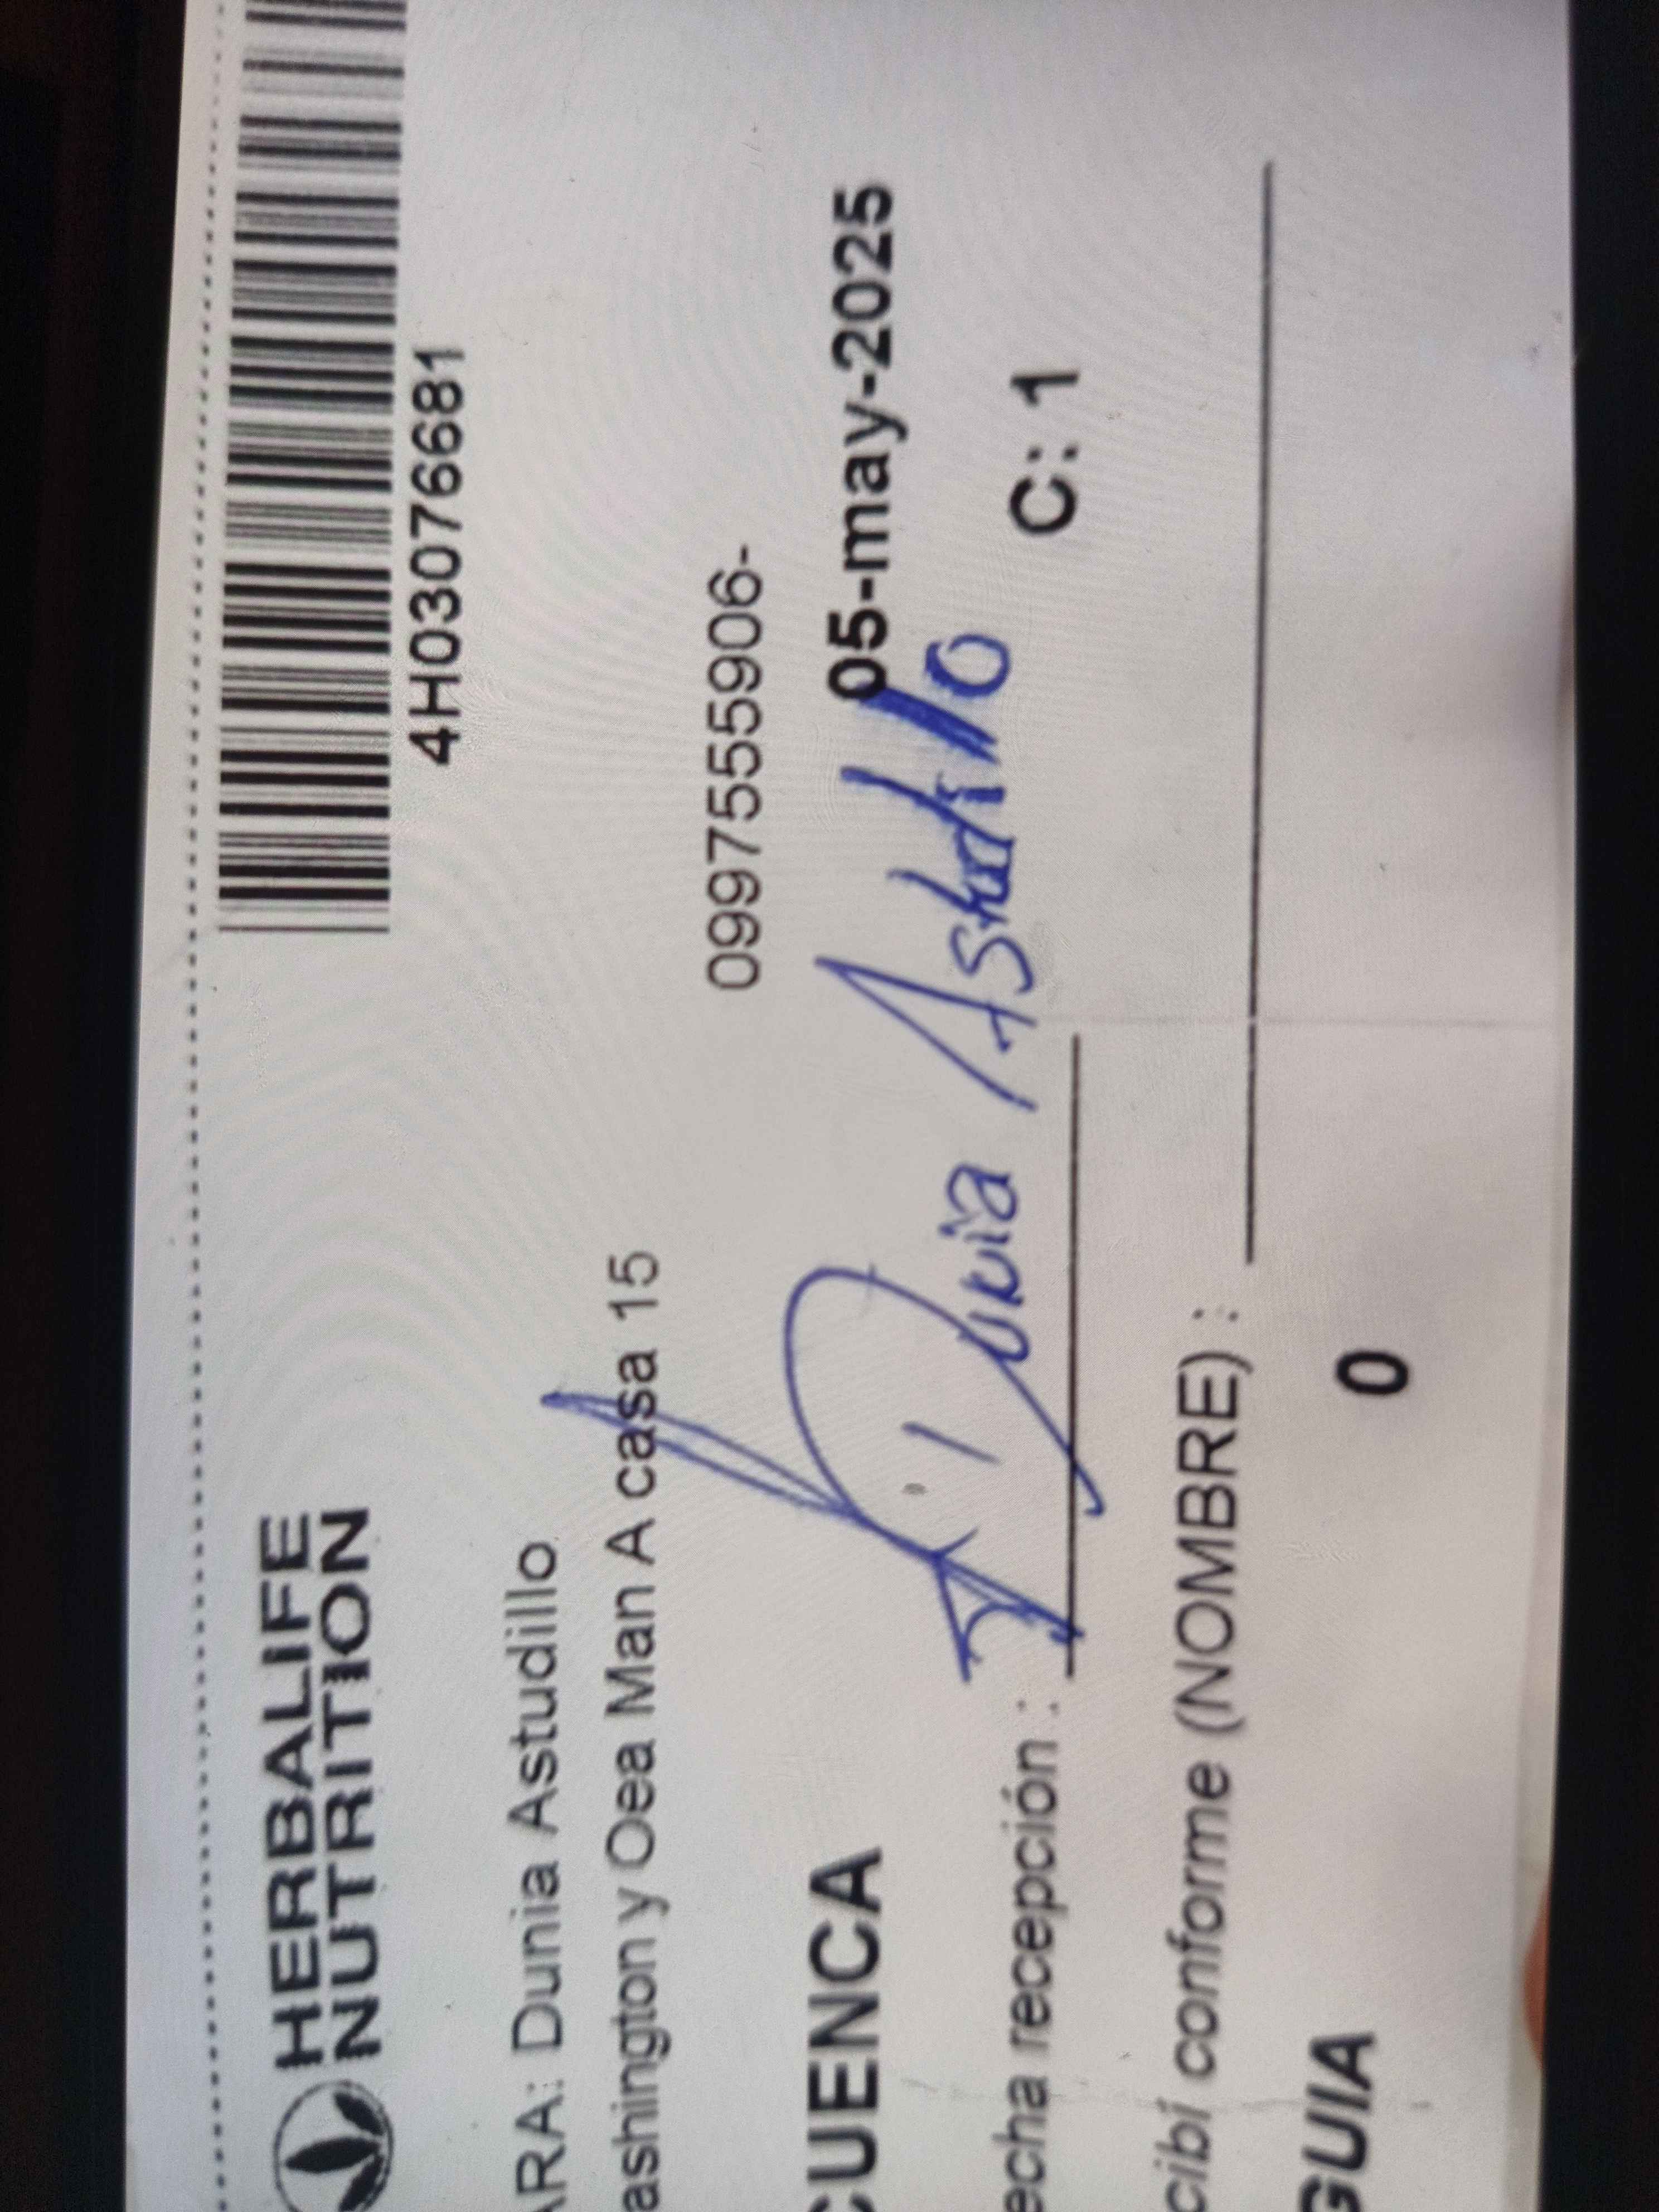 HERBALIFE
NUTRITION
4H03076681
ARA: Dunia Astudillo
ashington y Oea Man A casa 15
0997555906-
CUENCA
05-may-2025
Dunia Astudillo
echa recepción :
C: 1
cibí conforme (NOMBRE) :
GUIA
0